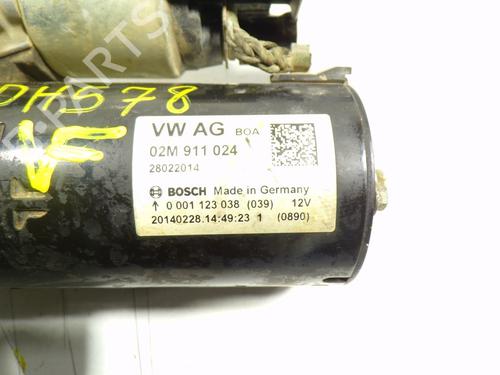 DH578
VW AG BOA
02M 911 024
28022014
BOSCH Made in Germany
↑ 0 001 123 038 (039) 12V
20140228.14:49:23 1 (0890)